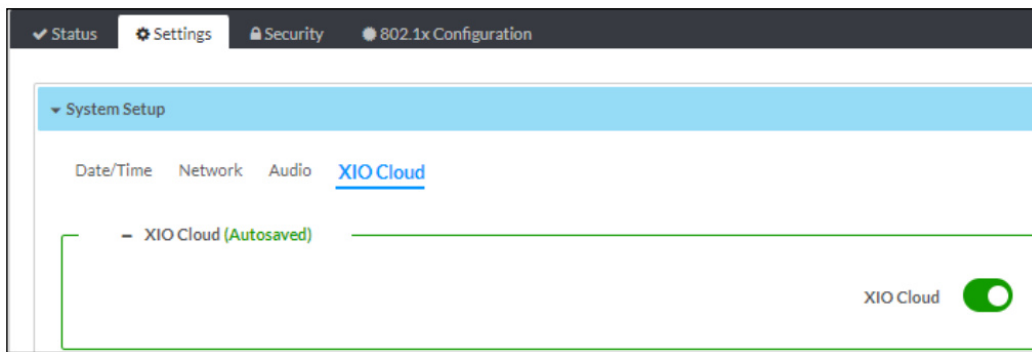 Status Settings Security 802.1x Configuration
System Setup
Date/Time Network Audio XIO Cloud
– XIO Cloud (Autosaved)
XIO Cloud